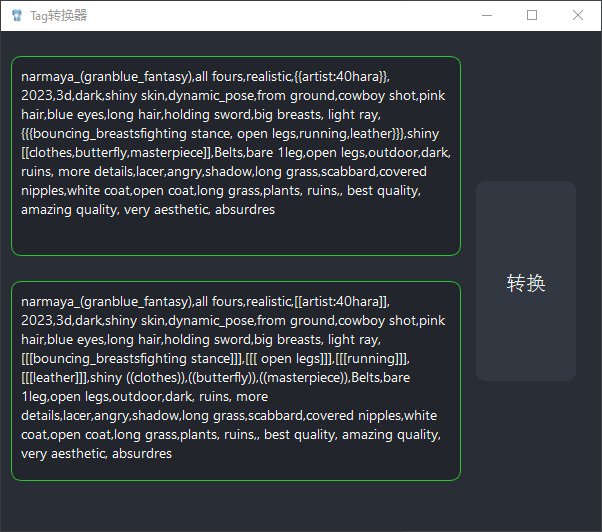 Tag转换器
narmaya_(granblue_fantasy),all fours,realistic,{{artist:40hara}},
2023,3d,dark,shiny skin,dynamic_pose,from ground,cowboy shot,pink
hair,blue eyes,long hair,holding sword,big breasts, light ray,
{{{bouncing_breastsfighting stance, open legs,running,leather}}},shiny
[[clothes,butterfly,masterpiece]],Belts,bare 1leg,open legs,outdoor,dark,
ruins, more details,lacer,angry,shadow,long grass,scabbard,covered
nipples,white coat,open coat,long grass,plants, ruins,, best quality,
amazing quality, very aesthetic, absurdres
转换
narmaya_(granblue_fantasy),all fours,realistic,[[artist:40hara]],
2023,3d,dark,shiny skin,dynamic_pose,from ground,cowboy shot,pink
hair,blue eyes,long hair,holding sword,big breasts, light ray,
[[[bouncing_breastsfighting stance]]],[[[ open legs]]],[[[running]]],
[[[leather]]],shiny ((clothes)),((butterfly)),((masterpiece)),Belts,bare
1leg,open legs,outdoor,dark, ruins, more
details,lacer,angry,shadow,long grass,scabbard,covered nipples,white
coat,open coat,long grass,plants, ruins,, best quality, amazing quality,
very aesthetic, absurdres